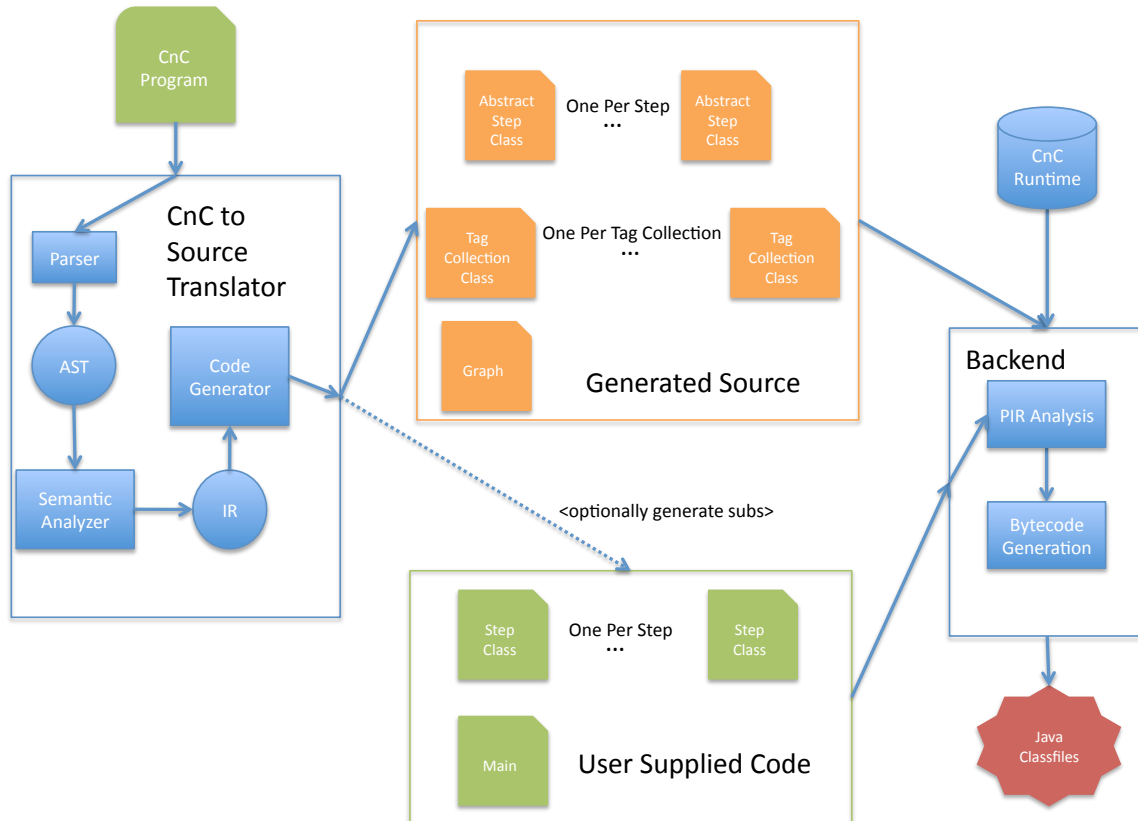 CnC
Program
CnC to
Source
Translator
Parser
AST
Code
Generator
Semantic
Analyzer
IR
Abstract
Step
Class
One Per Step
...
Abstract
Step
Class
Tag
Collection
Class
One Per Tag Collection
...
Tag
Collection
Class
Graph
Generated Source
<optionally generate subs>
Step
Class
One Per Step
...
Step
Class
Main
User Supplied Code
CnC
Runtime
Backend
PIR Analysis
Bytecode
Generation
Java
Classfiles